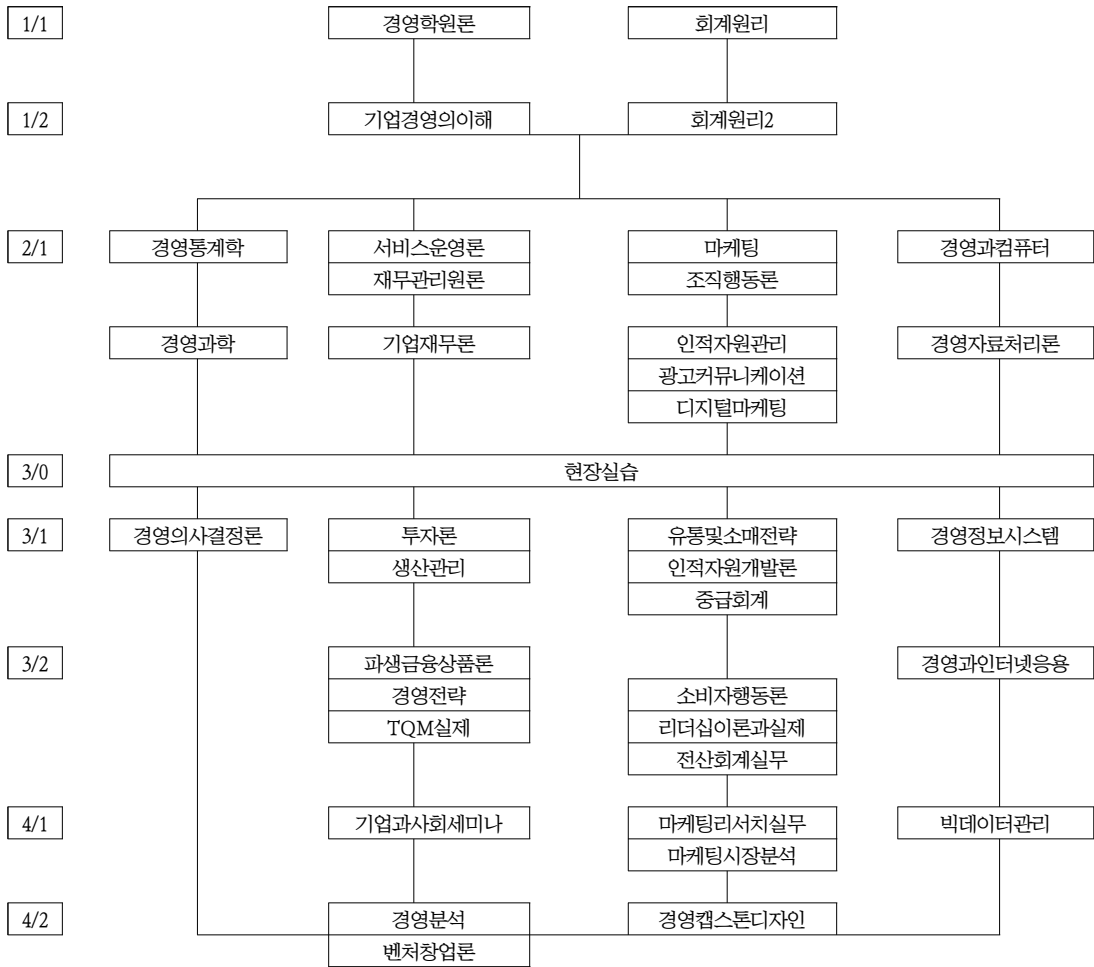 1/1 경영학원론 회계원리
1/2 기업경영의이해 회계원리2
2/1 경영통계학 서비스운영론 마케팅 경영과컴퓨터
재무관리원론 조직행동론
경영과학 기업재무론 인적자원관리 경영자료처리론
광고커뮤니케이션
디지털마케팅
3/0 현장실습
3/1 경영의사결정론 투자론 유통및소매전략 경영정보시스템
생산관리 인적자원개발론
중급회계
3/2 파생금융상품론 경영과인터넷응용
경영전략 소비자행동론
TQM실제 리더십이론과실제
전산회계실무
4/1 기업과사회세미나 마케팅리서치실무 빅데이터관리
마케팅시장분석
4/2 경영분석 경영캡스톤디자인
벤처창업론